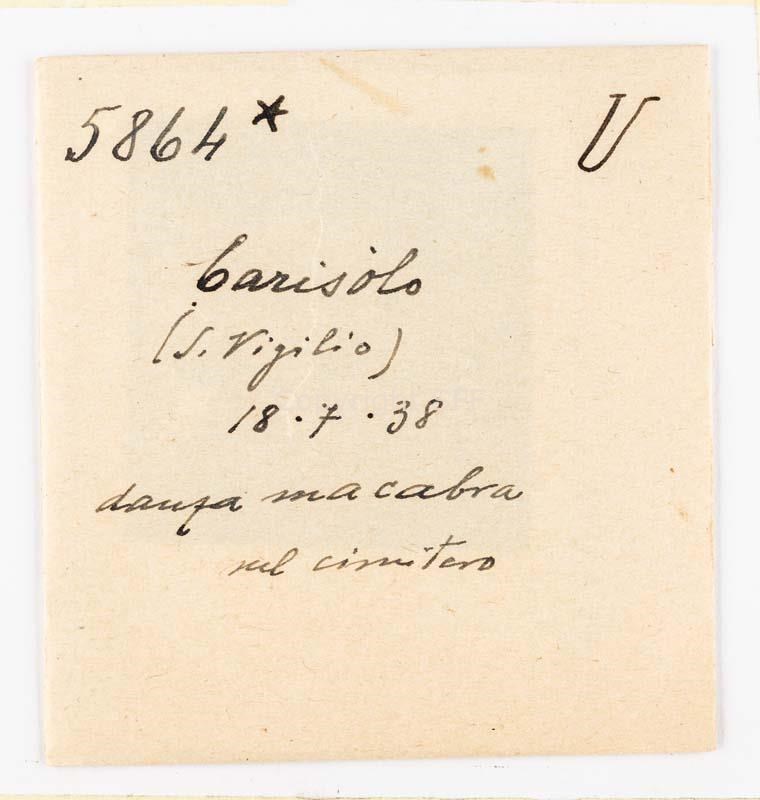 5864* U
Carisolo
(S. Vigilio)
18.7.38
danza macabra
nel cimitero